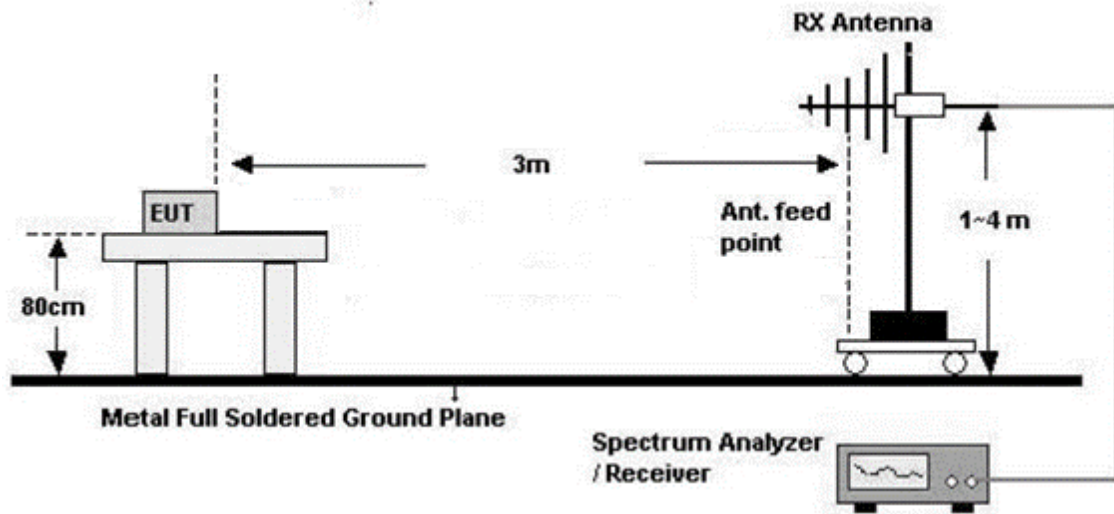 RX Antenna
3m
EUT
Ant. feed
point
1~4 m
80cm
Metal Full Soldered Ground Plane
Spectrum Analyzer
/ Receiver